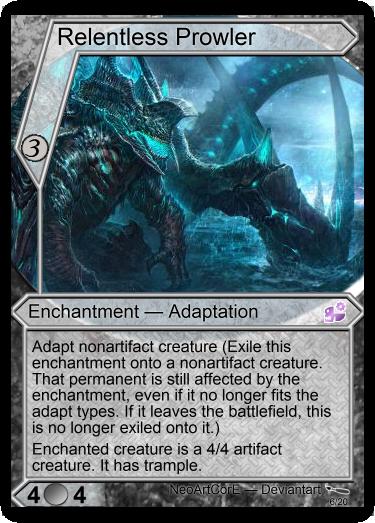 Relentless Prowler
3
Enchantment — Adaptation
Adapt nonartifact creature (Exile this
enchantment onto a nonartifact creature.
That permanent is still affected by the
enchantment, even if it no longer fits the
adapt types. If it leaves the battlefield, this
is no longer exiled onto it.)
Enchanted creature is a 4/4 artifact
creature. It has trample.
4 4
NeoArtCorE — Deviantart
6/20